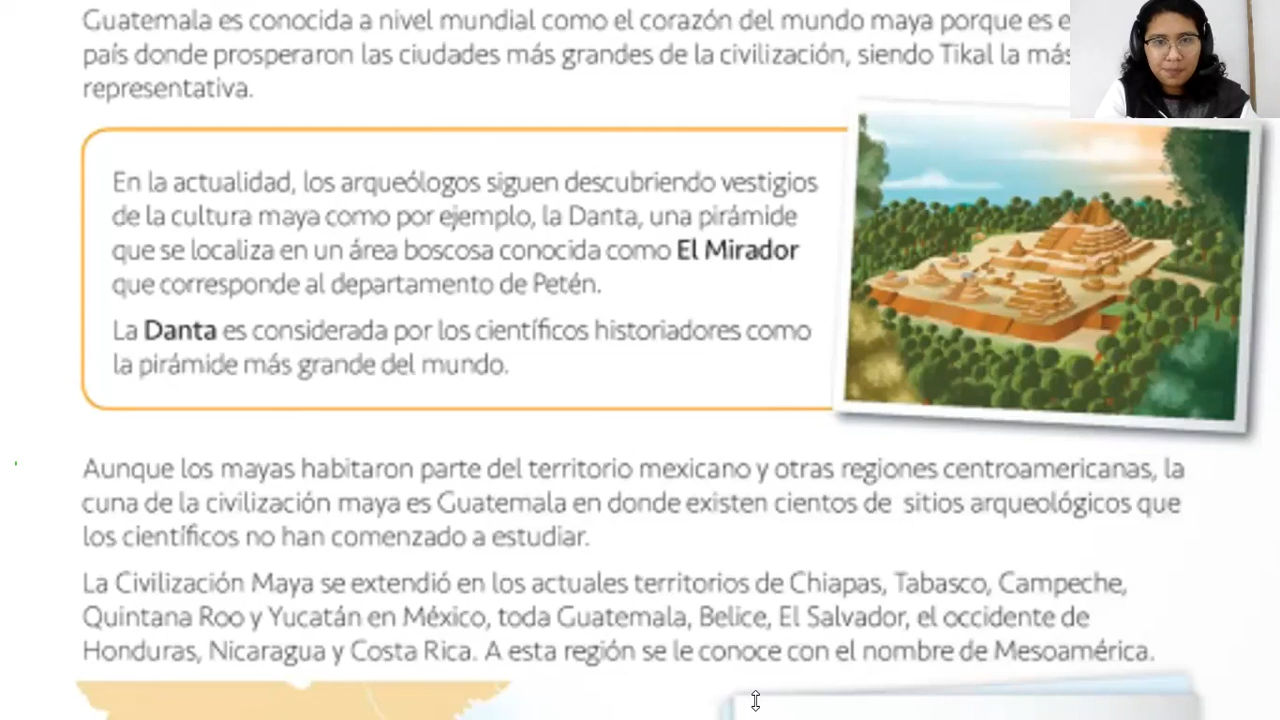 Guatemala es conocida a nivel mundial como el corazón del mundo maya porque es e
país donde prosperaron las ciudades más grandes de la civilización, siendo Tikal la más
representativa.
En la actualidad, los arqueólogos siguen descubriendo vestigios
de la cultura maya como por ejemplo, la Danta, una pirámide
que se localiza en un área boscosa conocida como El Mirador
que corresponde al departamento de Petén.
La Danta es considerada por los científicos historiadores como
la pirámide más grande del mundo.
Aunque los mayas habitaron parte del territorio mexicano y otras regiones centroamericanas, la
cuna de la civilización maya es Guatemala en donde existen cientos de sitios arqueológicos que
los científicos no han comenzado a estudiar.
La Civilización Maya se extendió en los actuales territorios de Chiapas, Tabasco, Campeche,
Quintana Roo y Yucatán en México, toda Guatemala, Belice, El Salvador, el occidente de
Honduras, Nicaragua y Costa Rica. A esta región se le conoce con el nombre de Mesoamérica.